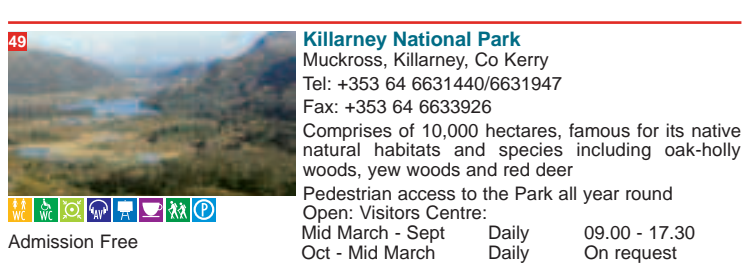 49
Killarney National Park
Muckross, Killarney, Co Kerry
Tel: +353 64 6631440/6631947
Fax: +353 64 6633926
Comprises of 10,000 hectares, famous for its native
natural habitats and species including oak-holly
woods, yew woods and red deer
Pedestrian access to the Park all year round
Open: Visitors Centre:
Mid March - Sept Daily 09.00 - 17.30
Oct - Mid March Daily On request
WC WC AV P
Admission Free